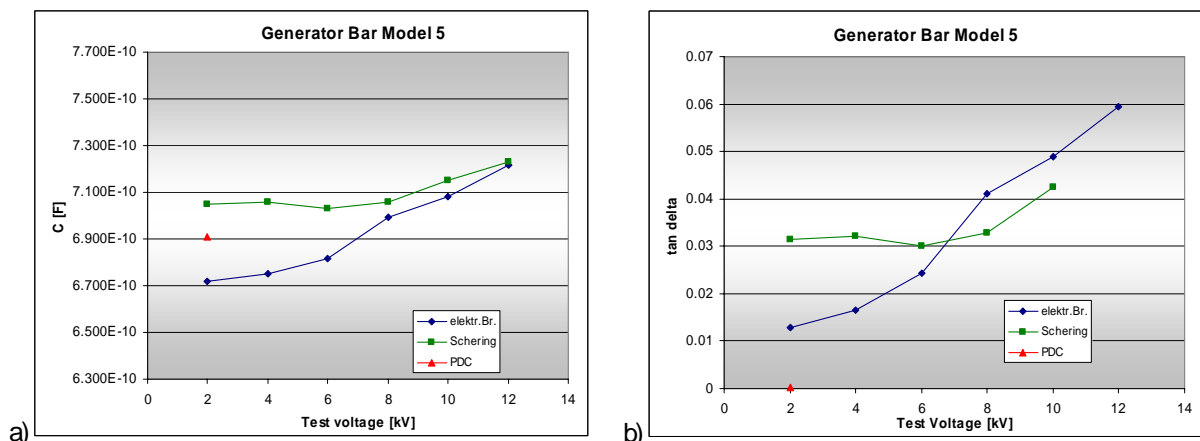 Generator Bar Model 5
7.700E-10
7.500E-10
7.300E-10
7.100E-10
6.900E-10
6.700E-10
6.500E-10
6.300E-10
C [F]
elektr.Br.
Schering
PDC
0 2 4 6 8 10 12 14
Test voltage [kV]
a)
Generator Bar Model 5
0.07
0.06
0.05
0.04
0.03
0.02
0.01
0
tan delta
elektr.Br.
Schering
PDC
0 2 4 6 8 10 12 14
Test Voltage [kV]
b)